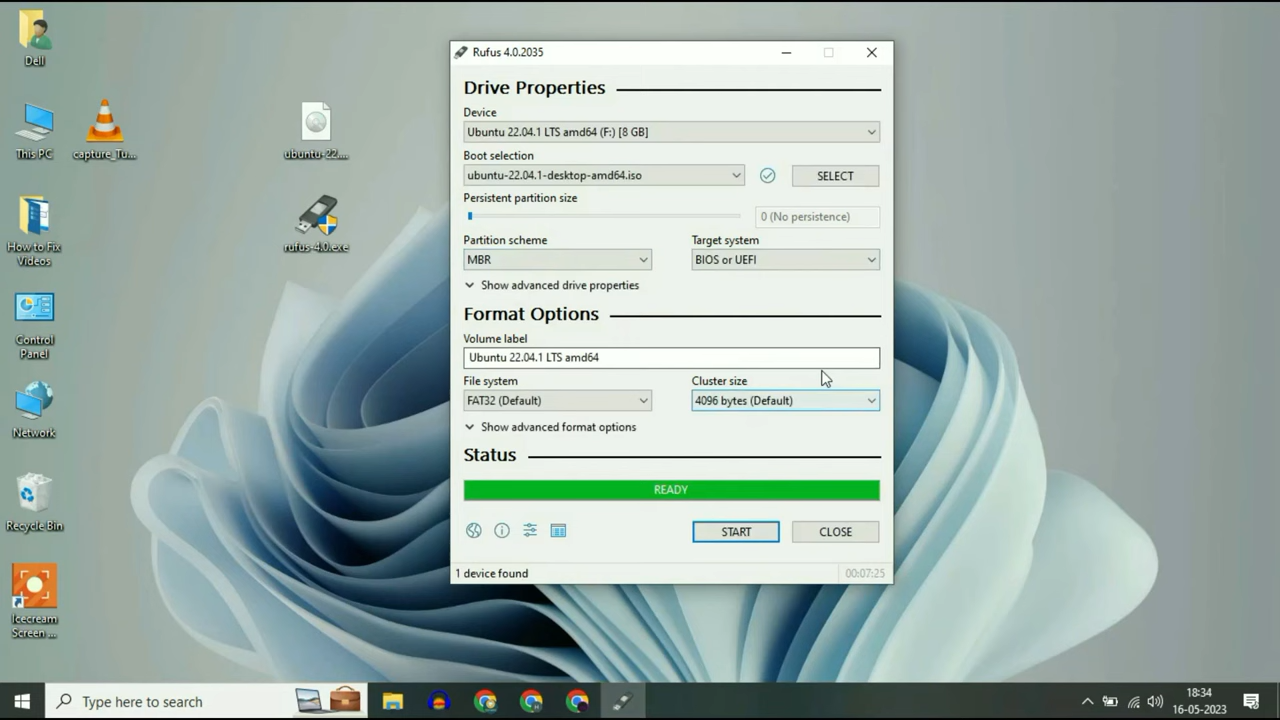 Rufus 4.0.2035
Drive Properties
Device
Ubuntu 22.04.1 LTS amd64 (F:) [8 GB]
Boot selection
ubuntu-22.04.1-desktop-amd64.iso
SELECT
Persistent partition size
0 (No persistence)
Partition scheme
Target system
MBR
BIOS or UEFI
Show advanced drive properties
Format Options
Volume label
Ubuntu 22.04.1 LTS amd64
File system
Cluster size
FAT32 (Default)
4096 bytes (Default)
Show advanced format options
Status
READY
START
CLOSE
1 device found
00:07:25
Dell
This PC
capture_Tu...
ubuntu-22....
How to Fix
Videos
rufus-4.0.exe
Control
Panel
Network
Recycle Bin
Icecream
Screen ...
Type here to search
18:34
16-05-2023